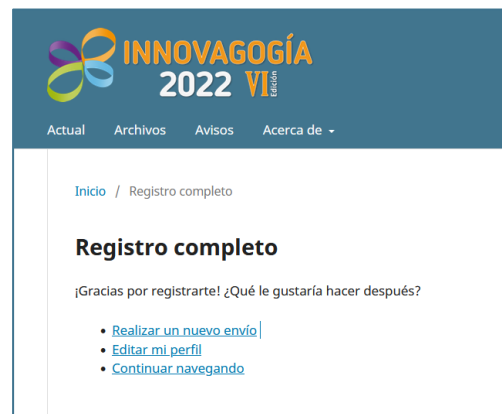 INNOVAGOGÍA
2022 VI Edición
Actual Archivos Avisos Acerca de
Inicio / Registro completo
Registro completo
¡Gracias por registrarte! ¿Qué le gustaría hacer después?
Realizar un nuevo envío
Editar mi perfil
Continuar navegando